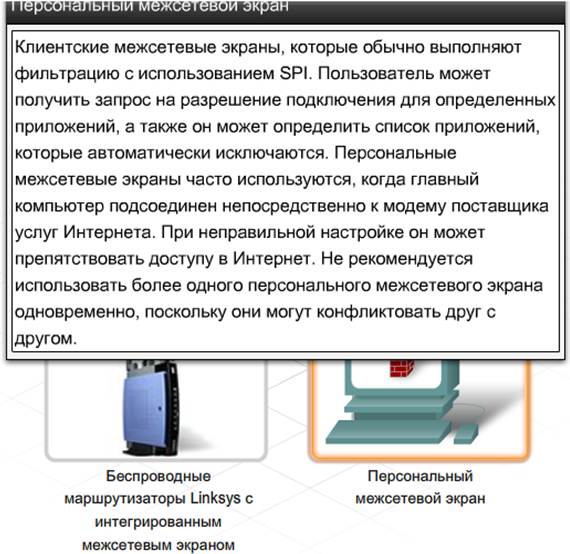 Персональный межсетевой экран
Клиентские межсетевые экраны, которые обычно выполняют
фильтрацию с использованием SPI. Пользователь может
получить запрос на разрешение подключения для определенных
приложений, а также он может определить список приложений,
которые автоматически исключаются. Персональные
межсетевые экраны часто используются, когда главный
компьютер подсоединен непосредственно к модему поставщика
услуг Интернета. При неправильной настройке он может
препятствовать доступу в Интернет. Не рекомендуется
использовать более одного персонального межсетевого экрана
одновременно, поскольку они могут конфликтовать друг с
другом.
Беспроводные
маршрутизаторы Linksys с
интегрированным
межсетевым экраном
Персональный
межсетевой экран